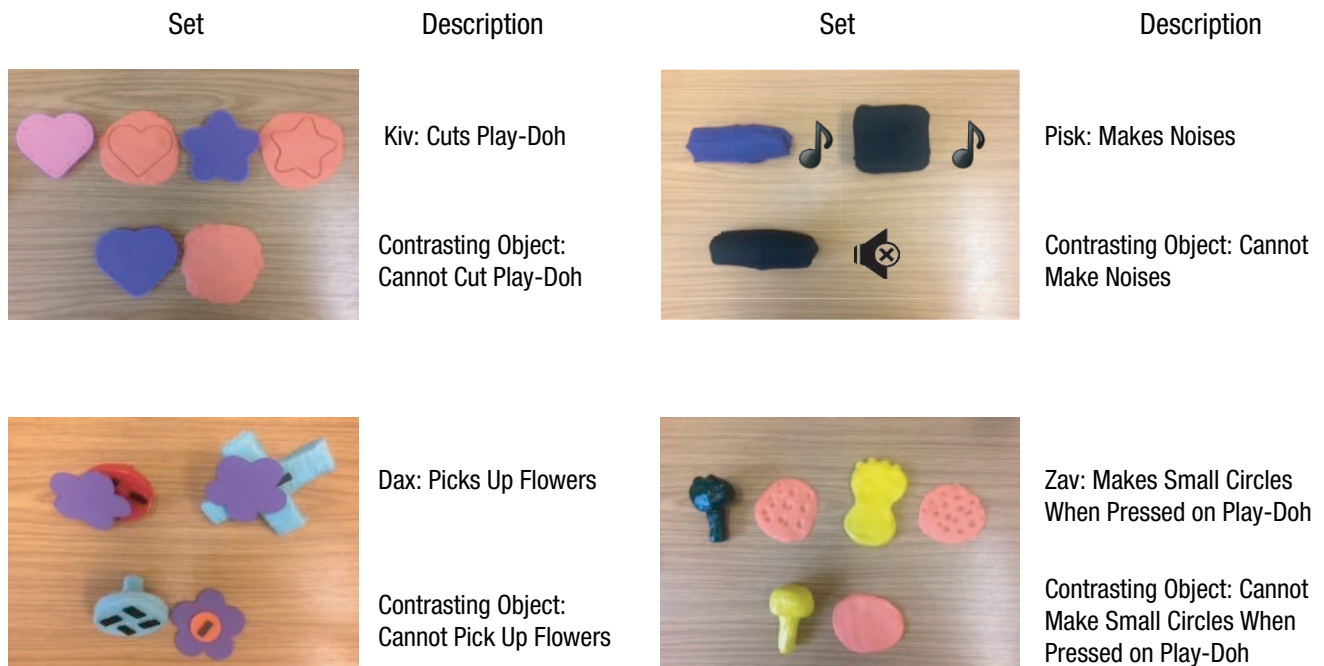 Set
Description
Set
Description
Kiv: Cuts Play-Doh
Contrasting Object:
Cannot Cut Play-Doh
Pisk: Makes Noises
Contrasting Object: Cannot
Make Noises
Dax: Picks Up Flowers
Contrasting Object:
Cannot Pick Up Flowers
Zav: Makes Small Circles
When Pressed on Play-Doh
Contrasting Object: Cannot
Make Small Circles When
Pressed on Play-Doh